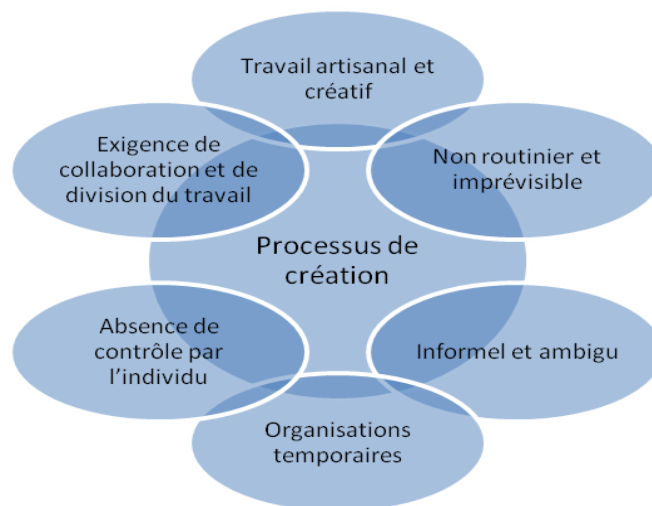 Travail artisanal et
créatif
Exigence de
collaboration et de
division du travail
Non routinier et
imprévisible
Processus de
création
Absence de
contrôle par
l'individu
Informel et ambigu
Organisations
temporaires